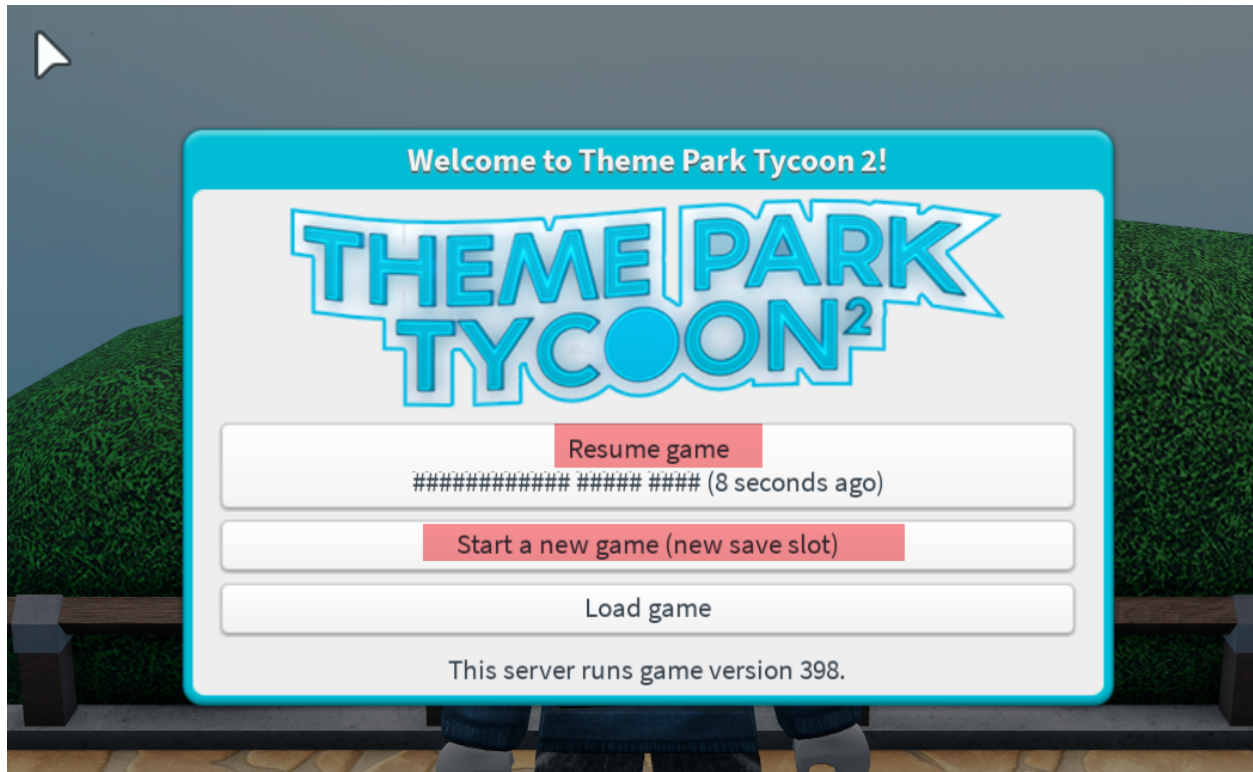 Welcome to Theme Park Tycoon 2!
THEME PARK
TYCOON²
Resume game
############ ##### #### (8 seconds ago)
Start a new game (new save slot)
Load game
This server runs game version 398.